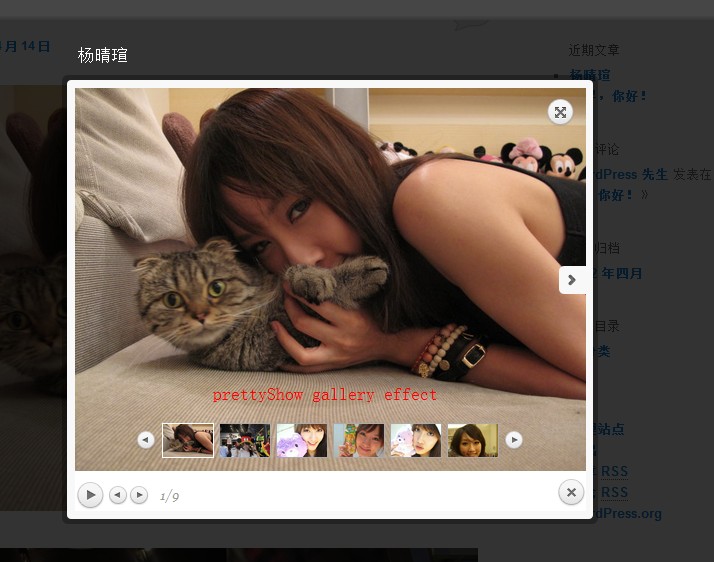 月 14 日
杨晴瑄
近期文章
杨晴瑄
，你好！
评论
dPress 先生 发表在
你好！ 》
归档
年四月
目录
类
站点
RSS
RSS
dPress.org
prettyShow gallery effect
1/9